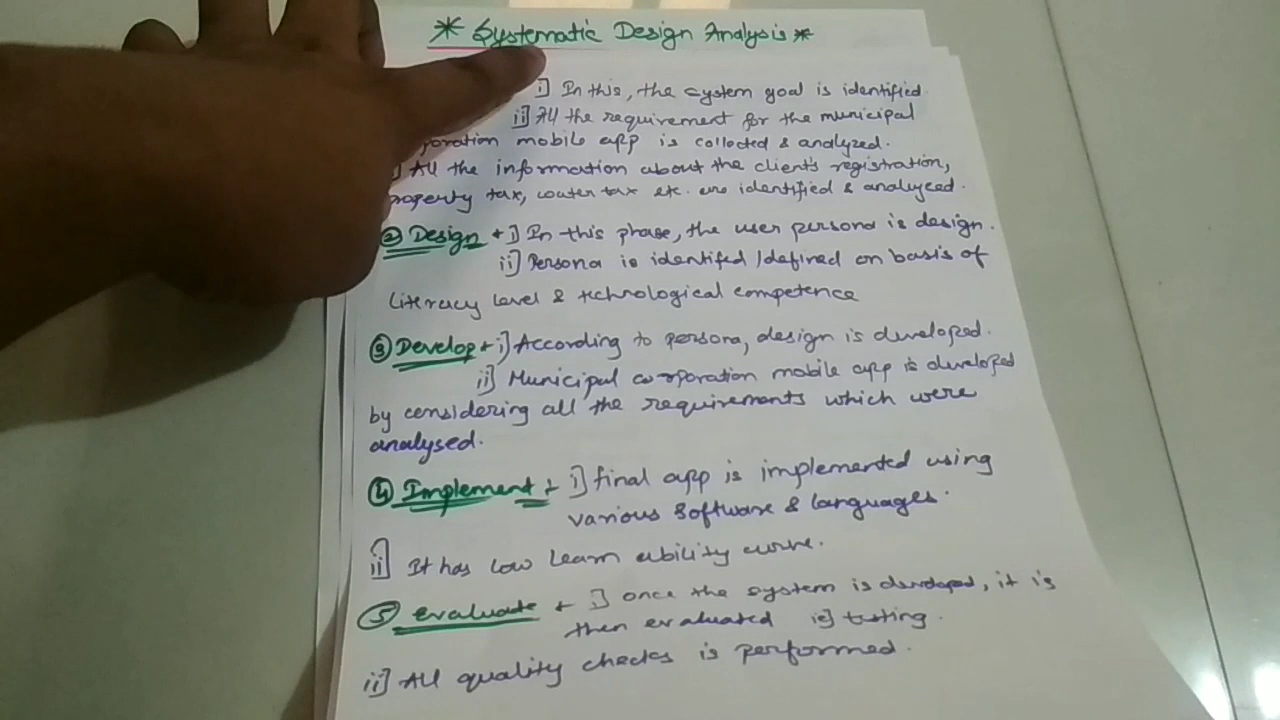 * Systematic Design Analysis *
i] In this, the system goal is identified.
ii] All the requirement for the municipal
poration mobile app is collected & analyzed.
] All the information about the client's registration,
property tax, water tax etc. are identified & analyced.
② Design + i] In this phase, the user persona is design.
ii] Persona is identifed /defined on basis of
literacy level & technological competence
③ Develop + i] According to persona, design is developed.
ii] Municipal corporation mobile app is developed
by considering all the requirements which were
analysed.
④ Implement + i] final app is implemented using
various software & languages.
ii] It has low learn ability curve.
⑤ evaluate + i] once the system is developed, it is
then evaluated ie] testing.
ii] All quality checks is performed.